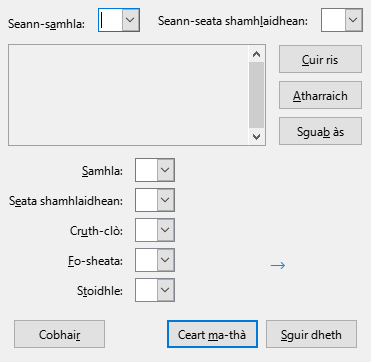 Seann-samhla: Seann-seata shamhlaidhean:
Cuir ris
Atharraich
Sguab às
Samhla:
Seata shamhlaidhean:
Cruth-clò:
Fo-sheata:
→
Stoidhle:
Cobhair Ceart ma-thà Sguir dheth